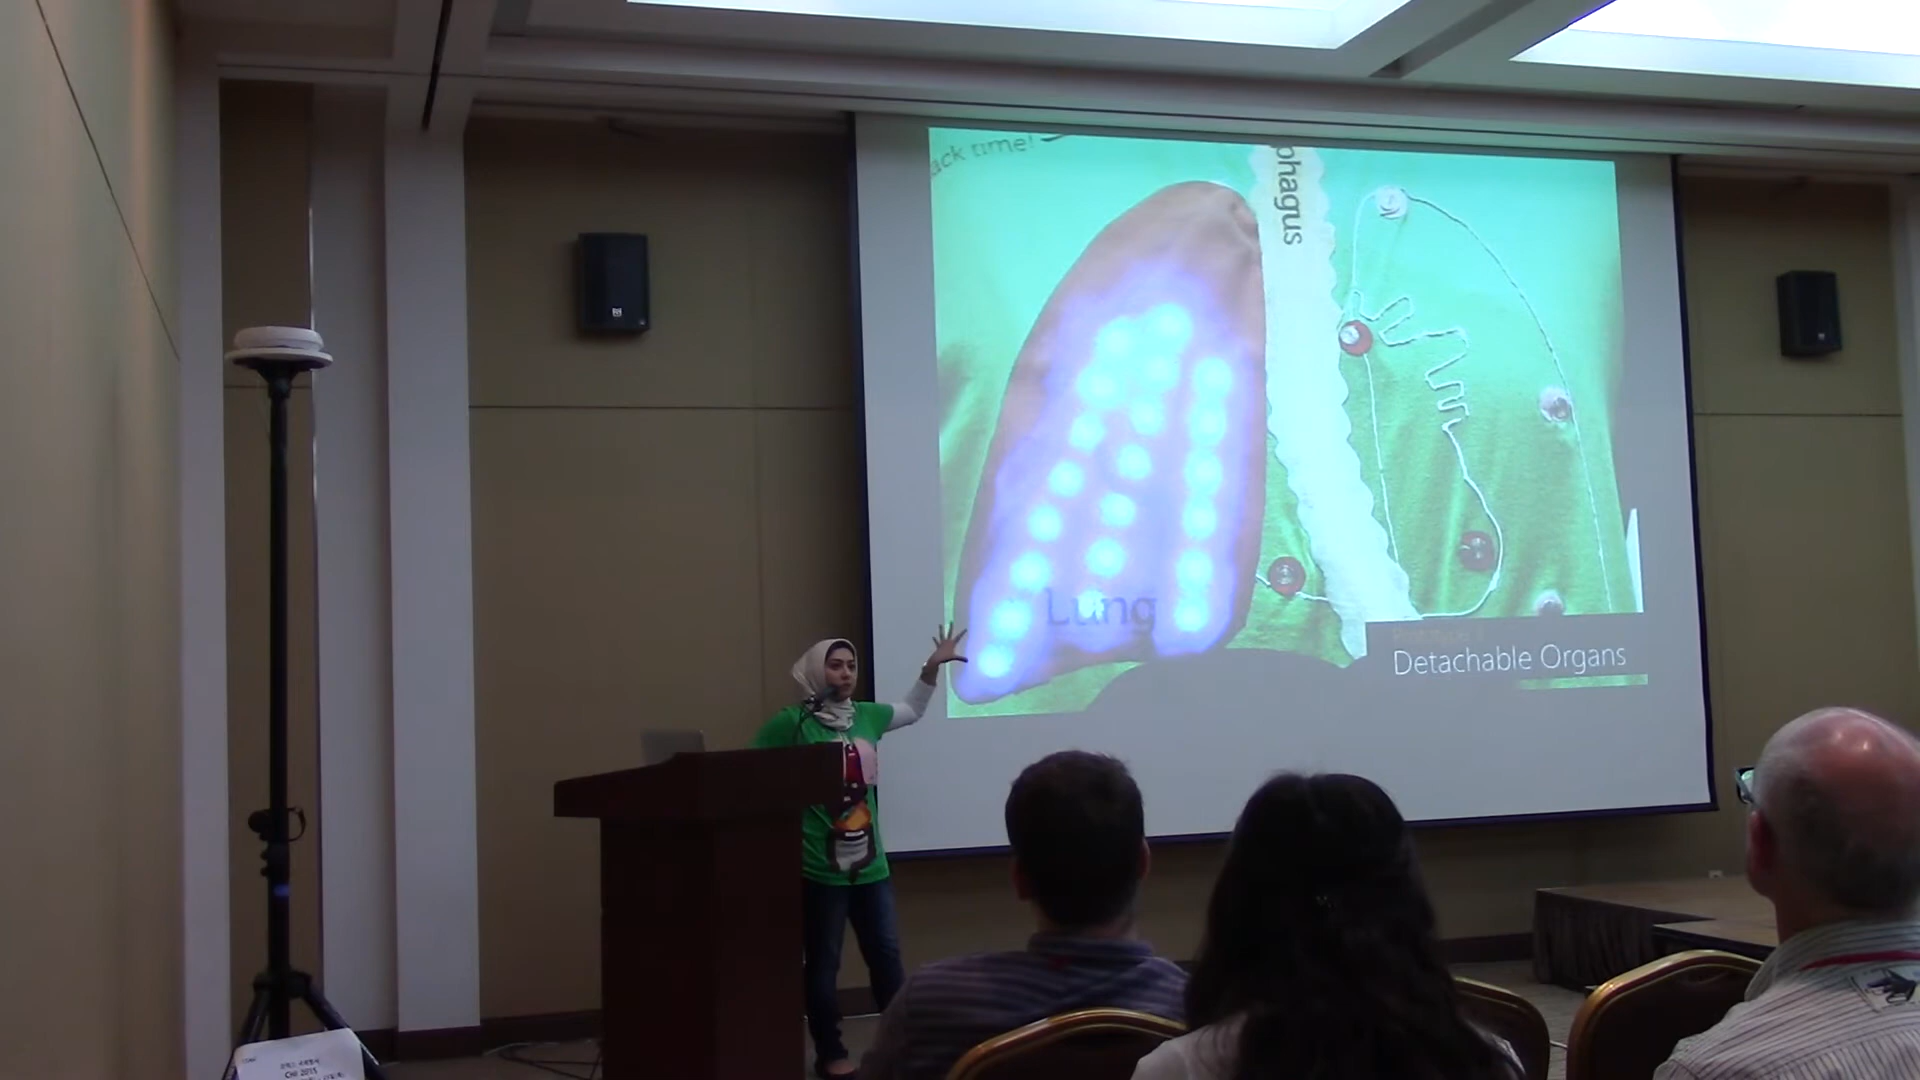 ack time!
phagus
Lung
Detachable Organs
CHI 2015